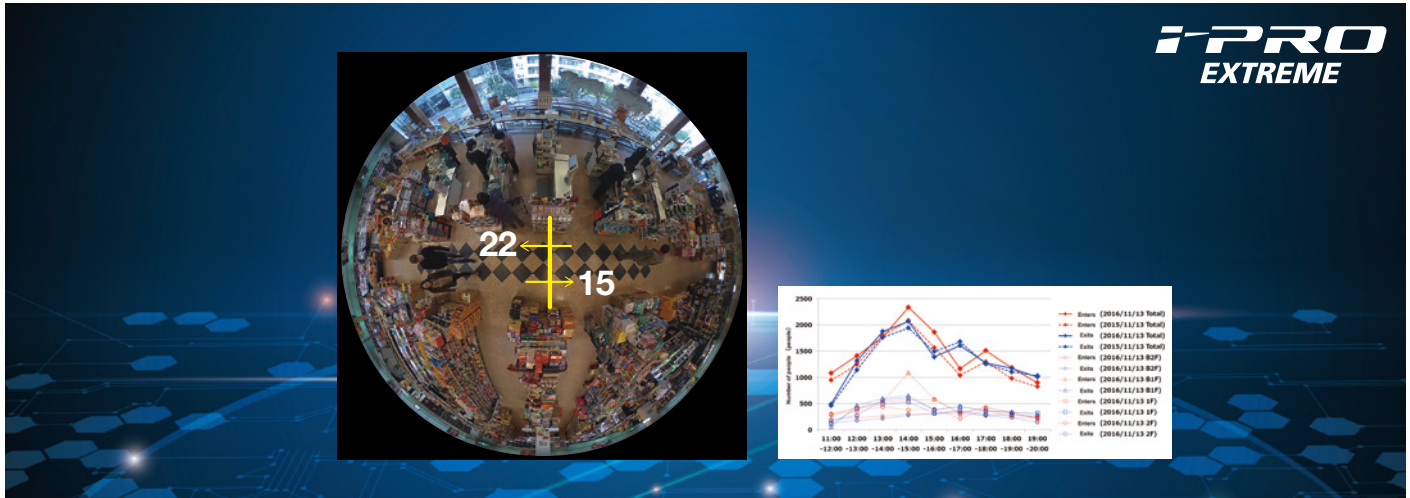 i-PRO
EXTREME
22
15
2500
2000
1500
1000
500
0
Number of people (people)
11:00 -12:00
12:00 -13:00
13:00 -14:00
14:00 -15:00
15:00 -16:00
16:00 -17:00
17:00 -18:00
18:00 -19:00
19:00 -20:00
Enters (2016/11/13 Total)
Enters (2015/11/13 Total)
Exits (2016/11/13 Total)
Exits (2015/11/13 Total)
Enters (2016/11/13 B2F)
Exits (2016/11/13 B2F)
Enters (2016/11/13 B1F)
Exits (2016/11/13 B1F)
Enters (2016/11/13 1F)
Exits (2016/11/13 1F)
Enters (2016/11/13 2F)
Exits (2016/11/13 2F)